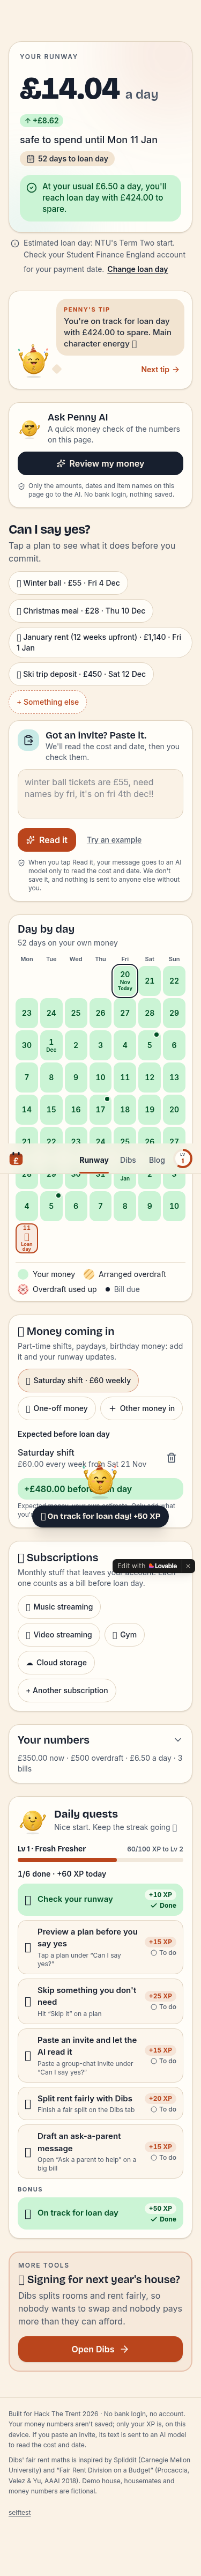 YOUR RUNWAY
£14.04 a day
↑ +£8.62
safe to spend until Mon 11 Jan
52 days to loan day
At your usual £6.50 a day, you'll
reach loan day with £424.00 to
spare.
Estimated loan day: NTU's Term Two start.
Check your Student Finance England account
for your payment date. Change loan day
PENNY'S TIP
You're on track for loan day
with £424.00 to spare. Main
character energy
Next tip →
Ask Penny AI
A quick money check of the numbers
on this page.
Review my money
Only the amounts, dates and item names on this
page go to the AI. No bank login, nothing saved.
Can I say yes?
Tap a plan to see what it does before you
commit.
Winter ball · £55 · Fri 4 Dec
Christmas meal · £28 · Thu 10 Dec
January rent (12 weeks upfront) · £1,140 · Fri
1 Jan
Ski trip deposit · £450 · Sat 12 Dec
+ Something else
Got an invite? Paste it.
We'll read the cost and date, then you
check them.
winter ball tickets are £55, need
names by fri, it's on fri 4th dec!!
Read it
Try an example
When you tap Read it, your message goes to an AI
model only to read the cost and date. We don't
save it, and nothing is sent to anyone else without
you.
Day by day
52 days on your own money
Mon Tue Wed Thu Fri Sat Sun
20 Nov Today 21 22
23 24 25 26 27 28 29
30 1 Dec 2 3 4 5 6
7 8 9 10 11 12 13
14 15 16 17 18 19 20
21 22 23 24 25 26 27
£ Runway Dibs Blog LV 1
28 29 30 31 Jan 2 3
4 5 6 7 8 9 10
11 Loan day
Your money
Arranged overdraft
Overdraft used up
Bill due
Money coming in
Part-time shifts, paydays, birthday money: add
it and your runway updates.
Saturday shift · £60 weekly
One-off money
+ Other money in
Expected before loan day
Saturday shift
£60.00 every week from Sat 21 Nov
+£480.00 before loan day
On track for loan day! +50 XP
Subscriptions
Edit with Lovable ×
one counts as a bill before loan day.
Music streaming
Video streaming
Gym
Cloud storage
+ Another subscription
Your numbers
£350.00 now · £500 overdraft · £6.50 a day · 3
bills
Daily quests
Nice start. Keep the streak going
Lv 1 · Fresh Fresher
60/100 XP to Lv 2
1/6 done · +60 XP today
Check your runway
+10 XP
✓ Done
Preview a plan before you
say yes
Tap a plan under “Can I say
yes?”
+15 XP
To do
Skip something you don't
need
Hit “Skip it” on a plan
+25 XP
To do
Paste an invite and let the
AI read it
Paste a group-chat invite under
“Can I say yes?”
+15 XP
To do
Split rent fairly with Dibs
Finish a fair split on the Dibs tab
+20 XP
To do
Draft an ask-a-parent
message
Open “Ask a parent to help” on a
big bill
+15 XP
To do
BONUS
On track for loan day
+50 XP
✓ Done
MORE TOOLS
Signing for next year's house?
Dibs splits rooms and rent fairly, so
nobody wants to swap and nobody pays
more than they can afford.
Open Dibs →
Built for Hack The Trent 2026 · No bank login, no account.
Your money numbers aren't saved; only your XP is, on this
device. If you paste an invite, its text is sent to an AI model
to read the cost and date.
Dibs' fair rent maths is inspired by Spliddit (Carnegie Mellon
University) and “Fair Rent Division on a Budget” (Procaccia,
Velez & Yu, AAAI 2018). Demo house, housemates and
money numbers are fictional.
selftest